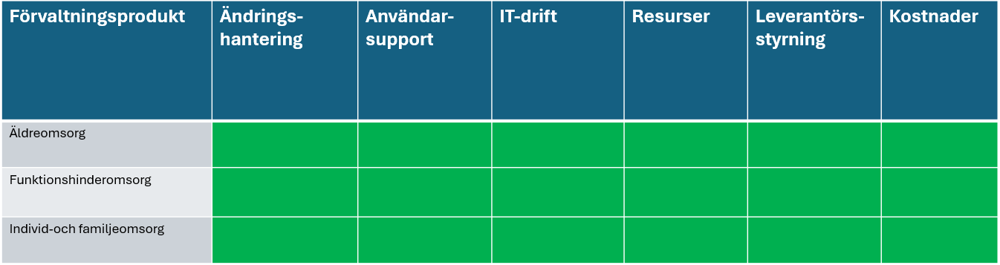 Förvaltningsprodukt
Ändrings-
hantering
Användar-
support
IT-drift
Resurser
Leverantörs-
styrning
Kostnader
Äldreomsorg
Funktionshinderomsorg
Individ-och familjeomsorg